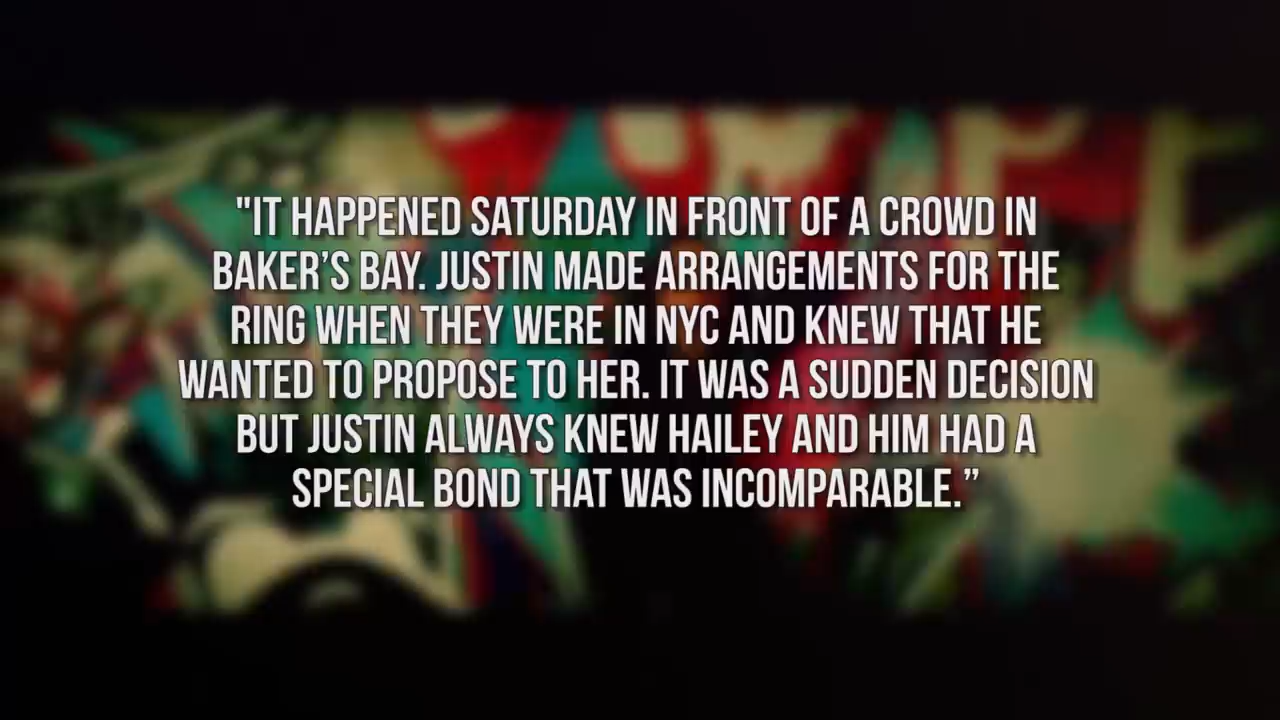 "IT HAPPENED SATURDAY IN FRONT OF A CROWD IN
BAKER’S BAY. JUSTIN MADE ARRANGEMENTS FOR THE
RING WHEN THEY WERE IN NYC AND KNEW THAT HE
WANTED TO PROPOSE TO HER. IT WAS A SUDDEN DECISION
BUT JUSTIN ALWAYS KNEW HAILEY AND HIM HAD A
SPECIAL BOND THAT WAS INCOMPARABLE.”